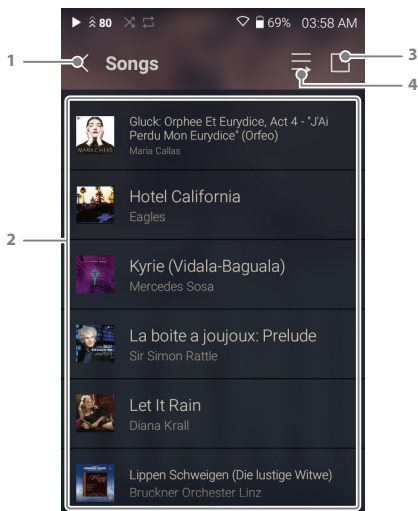 80 69% 03:58 AM
1 Songs 3
4
Gluck: Orphee Et Eurydice, Act 4 - "J'Ai
Perdu Mon Eurydice" (Orfeo)
Maria Callas
MARIA CALLAS
Hotel California
Eagles
2
Kyrie (Vidala-Baguala)
Mercedes Sosa
La boite a joujoux: Prelude
Sir Simon Rattle
Let It Rain
Diana Krall
Lippen Schweigen (Die lustige Witwe)
Bruckner Orchester Linz